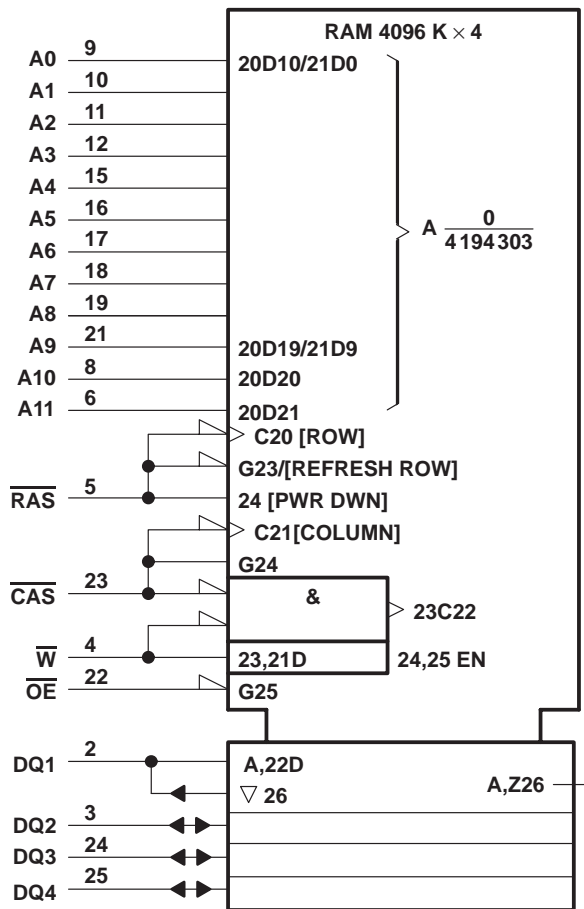 RAM 4096 K × 4
A0 9 20D10/21D0
A1 10
A2 11
A3 12
A4 15
A5 16
A 0
4 194 303
A6 17
A7 18
A8 19
A9 21 20D19/21D9
A10 8 20D20
A11 6 20D21
C20 [ROW]
G23/[REFRESH ROW]
RAS 5 24 [PWR DWN]
C21[COLUMN]
G24
CAS 23 & 23C22
W 4 23,21D 24,25 EN
OE 22 G25
DQ1 2 A,22D
▽ 26 A,Z26
DQ2 3
DQ3 24
DQ4 25